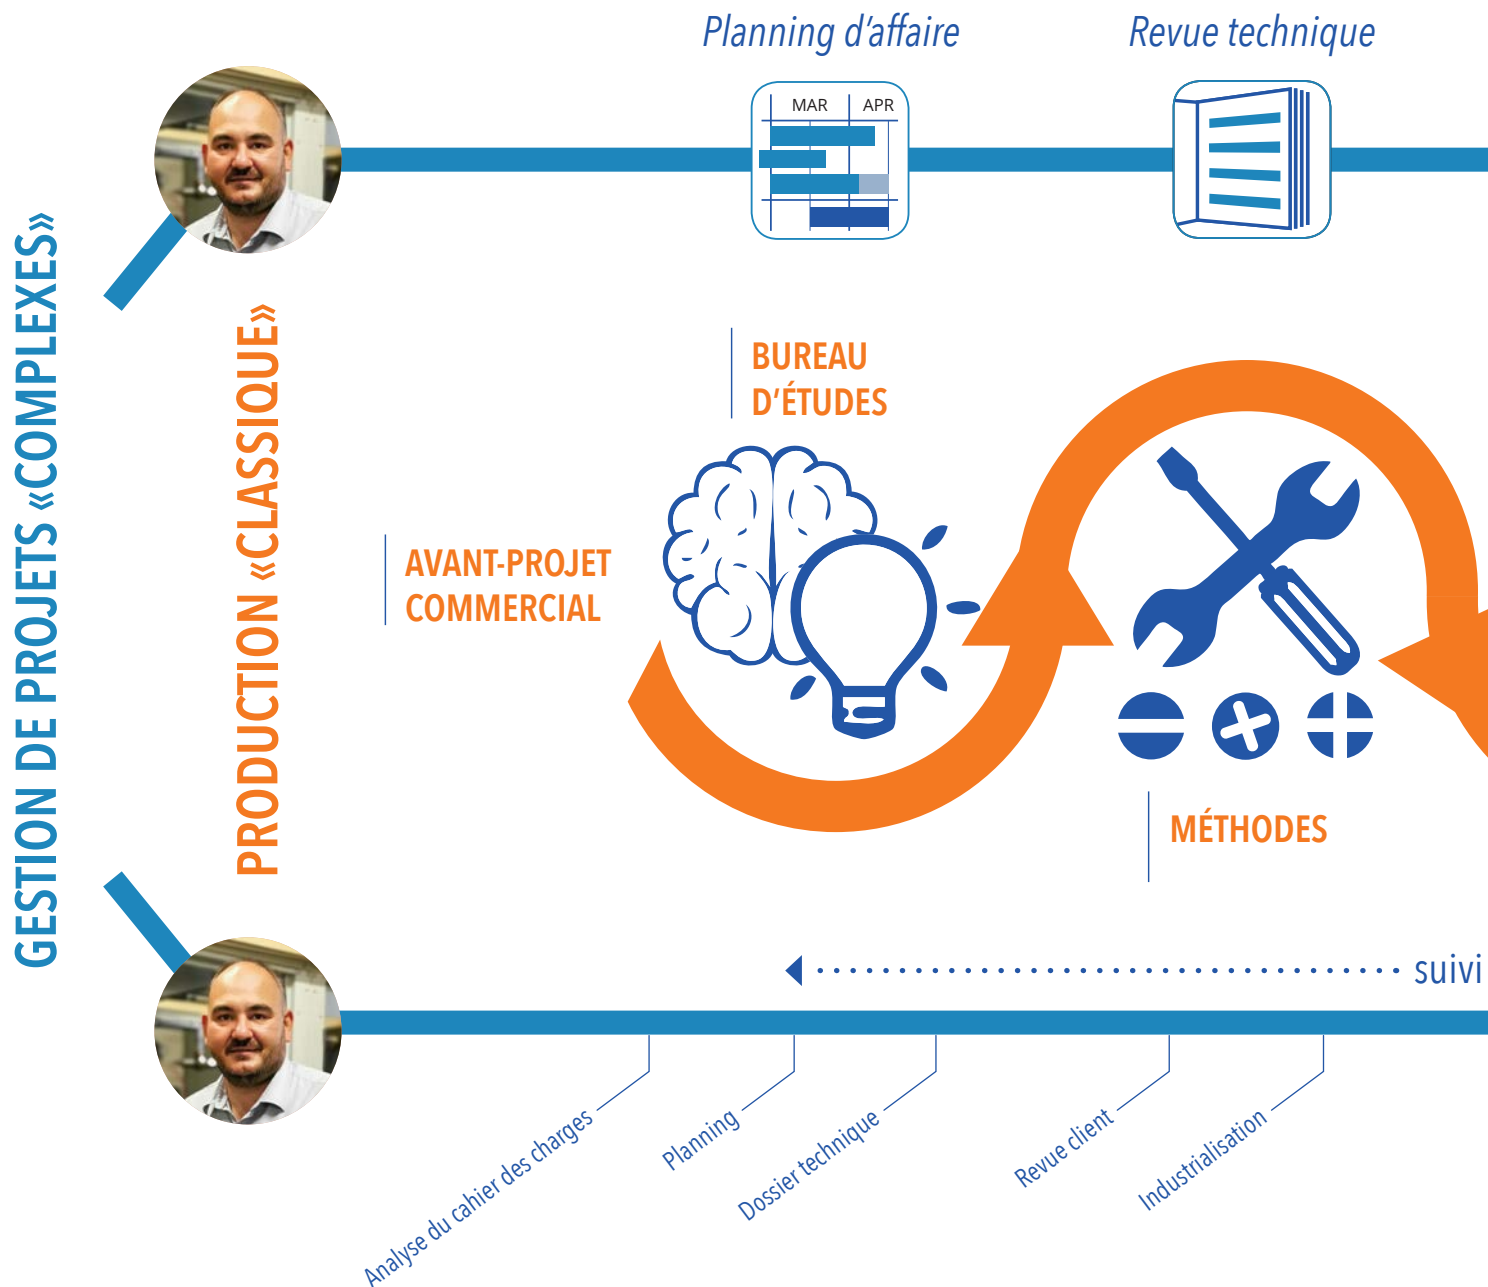 Planning d’affaire
Revue technique
MAR
APR
GESTION DE PROJETS «COMPLEXES»
PRODUCTION «CLASSIQUE»
BUREAU
D’ÉTUDES
AVANT-PROJET
COMMERCIAL
MÉTHODES
suivi
Analyse du cahier des charges
Planning
Dossier technique
Revue client
Industrialisation